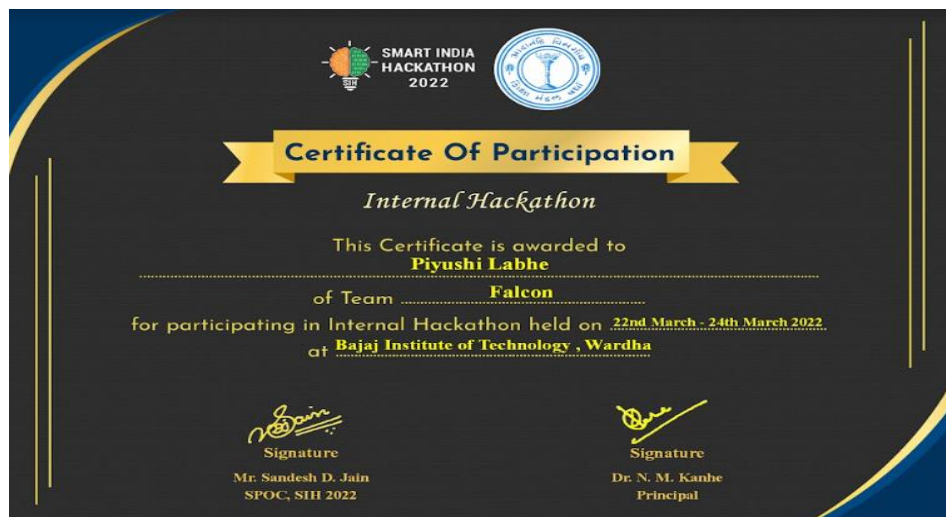 SMART INDIA
HACKATHON
2022
SIH
Certificate Of Participation
Internal Hackathon
This Certificate is awarded to
Piyushi Labhe
of Team Falcon
for participating in Internal Hackathon held on 22nd March - 24th March 2022
at Bajaj Institute of Technology , Wardha
Signature
Signature
Mr. Sandesh D. Jain
Dr. N. M. Kanhe
SPOC, SIH 2022
Principal